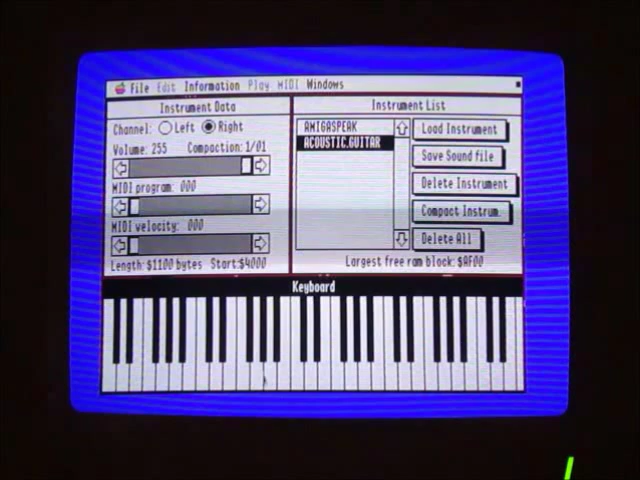 File Edit Information Play MIDI Windows
Instrument Data
Channel: Left Right
Volume: 255 Compaction: 1/01
MIDI program: 000
MIDI velocity: 000
Length: $1100 bytes Start:$4000
Instrument List
AMIGASPEAK
ACOUSTIC.GUITAR
Load Instrument
Save Sound file
Delete Instrument
Compact Instrum.
Delete All
Largest free ram block: $AF00
Keyboard